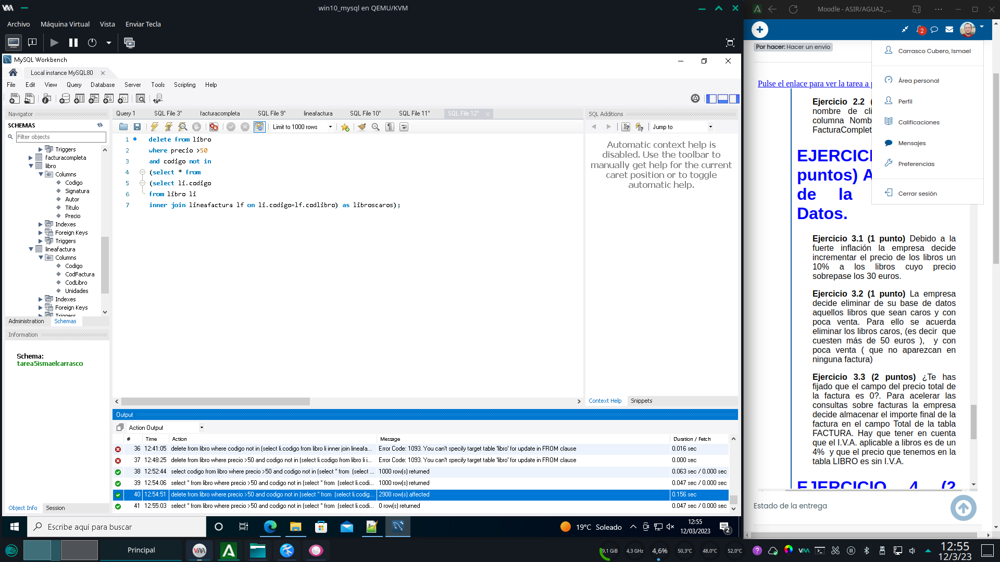 win10_mysql en QEMU/KVM
Archivo Máquina Virtual Vista Enviar Tecla
MySQL Workbench
Local instance MySQL80
File Edit View Query Database Server Tools Scripting Help
Navigator
SCHEMAS
Filter objects
Triggers
facturacompleta
libro
Columns
Codigo
Signatura
Autor
Titulo
Precio
Indexes
Foreign Keys
Triggers
lineafactura
Columns
Codigo
CodFactura
CodLibro
Unidades
Indexes
Foreign Keys
Triggers
Administration Schemas
Information
Schema:
tarea5ismaelcarrasco
Object Info Session
Query 1 SQL File 3* facturacompleta SQL File 9* lineafactura SQL File 10* SQL File 11* SQL File 12*
Limit to 1000 rows
1 delete from libro
2 where precio >50
3 and codigo not in
4 (select * from
5 (select li.codigo
6 from libro li
7 inner join lineafactura lf on li.codigo=lf.codlibro) as libroscaros);
SQL Additions
Jump to
Automatic context help is
disabled. Use the toolbar to
manually get help for the current
caret position or to toggle
automatic help.
Context Help Snippets
Output
Action Output
# Time Action Message Duration / Fetch
36 12:41:05 delete from libro where codigo not in (select li.codigo from libro li inner join lineafa... Error Code: 1093. You can't specify target table 'libro' for update in FROM clause 0.016 sec
37 12:48:25 delete from libro where precio >50 and codigo not in (select li.codigo from libro li i... Error Code: 1093. You can't specify target table 'libro' for update in FROM clause 0.000 sec
38 12:52:44 select codigo from libro where precio >50 and codigo not in (select * from (select ... 1000 row(s) returned 0.063 sec / 0.000 sec
39 12:54:06 select * from libro where precio >50 and codigo not in (select * from (select li.codi... 1000 row(s) returned 0.047 sec / 0.000 sec
40 12:54:51 delete from libro where precio >50 and codigo not in (select * from (select li.codig... 2908 row(s) affected 0.156 sec
41 12:55:03 select * from libro where precio >50 and codigo not in (select * from (select li.codi... 0 row(s) returned 0.047 sec / 0.000 sec
Escribe aquí para buscar
19°C Soleado
12:55
12/03/2023
2
Moodle - ASIR/AGUA2_...
2
Por hacer: Hacer un envío
Carrasco Cubero, Ismael
Área personal
Perfil
Calificaciones
Mensajes
Preferencias
Cerrar sesión
Pulse el enlace para ver la tarea a
Ejercicio 2.2 (
nombre de cli
columna Nomb
FacturaComplet
EJERCICI
puntos) A
de la
Datos.
Ejercicio 3.1 (1 punto) Debido a la
fuerte inflación la empresa decide
incrementar el precio de los libros un
10% a los libros cuyo precio
sobrepase los 30 euros.
Ejercicio 3.2 (1 punto) La empresa
decide eliminar de su base de datos
aquellos libros que sean caros y con
poca venta. Para ello se acuerda
eliminar los libros caros, (es decir que
cuesten más de 50 euros ), y con
poca venta ( que no aparezcan en
ninguna factura)
Ejercicio 3.3 (2 puntos) ¿Te has
fijado que el campo del precio total de
la factura es 0?. Para acelerar las
consultas sobre facturas la empresa
decide almacenar el importe final de la
factura en el campo Total de la tabla
FACTURA. Hay que tener en cuenta
que el I.V.A. aplicable a libros es de un
4% y que el precio que tenemos en la
tabla LIBRO es sin I.V.A.
EJERCICIO 4 (2
Estado de la entrega
Principal
9,1 GiB 4,3 GHz 4,6% 50,3°C 48,0°C 52,0°C
12:55
12/3/23